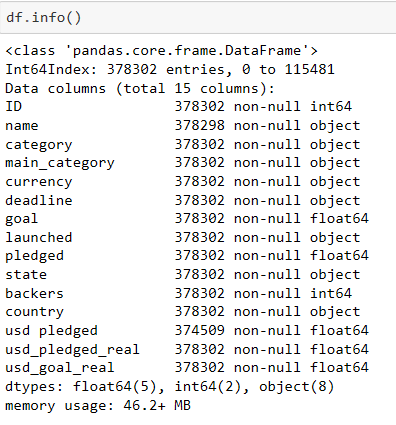 df.info()
<class 'pandas.core.frame.DataFrame'>
Int64Index: 378302 entries, 0 to 115481
Data columns (total 15 columns):
ID                  378302 non-null int64
name                378298 non-null object
category            378302 non-null object
main_category       378302 non-null object
currency            378302 non-null object
deadline            378302 non-null object
goal                378302 non-null float64
launched            378302 non-null object
pledged             378302 non-null float64
state               378302 non-null object
backers             378302 non-null int64
country             378302 non-null object
usd pledged         374509 non-null float64
usd_pledged_real    378302 non-null float64
usd_goal_real       378302 non-null float64
dtypes: float64(5), int64(2), object(8)
memory usage: 46.2+ MB